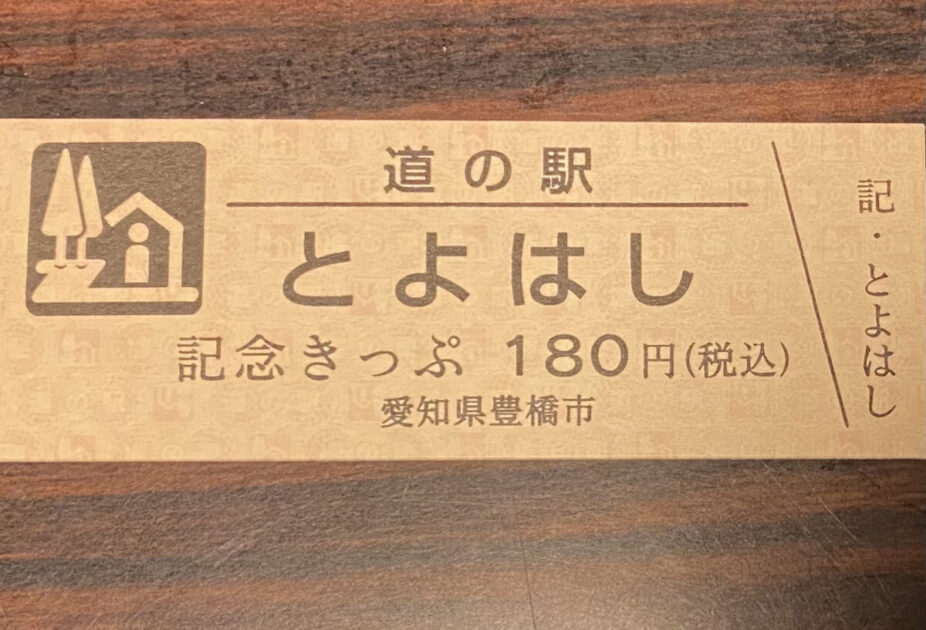 道の駅
とよはし
記念きっぷ 180円(税込)
愛知県豊橋市
記・とよはし